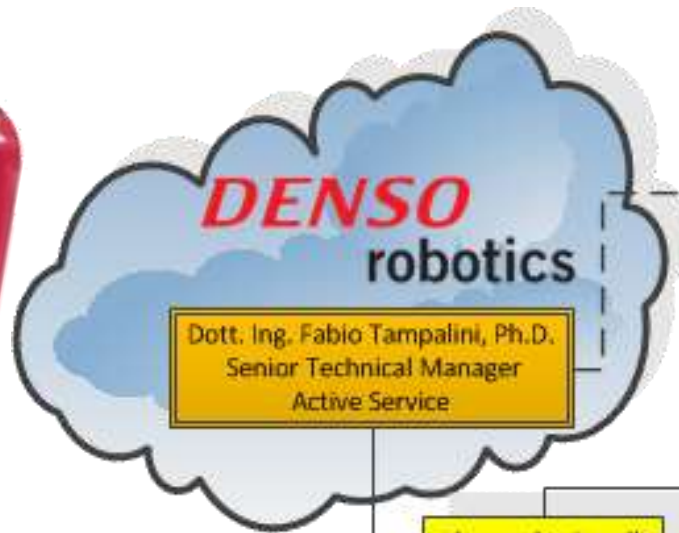 DENSO
robotics
Dott. Ing. Fabio Tampalini, Ph.D.
Senior Technical Manager
Active Service